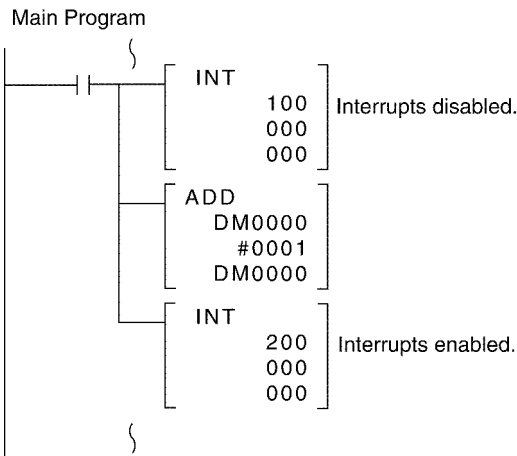 Main Program
INT
100 Interrupts disabled.
000
000
ADD
DM0000
#0001
DM0000
INT
200 Interrupts enabled.
000
000